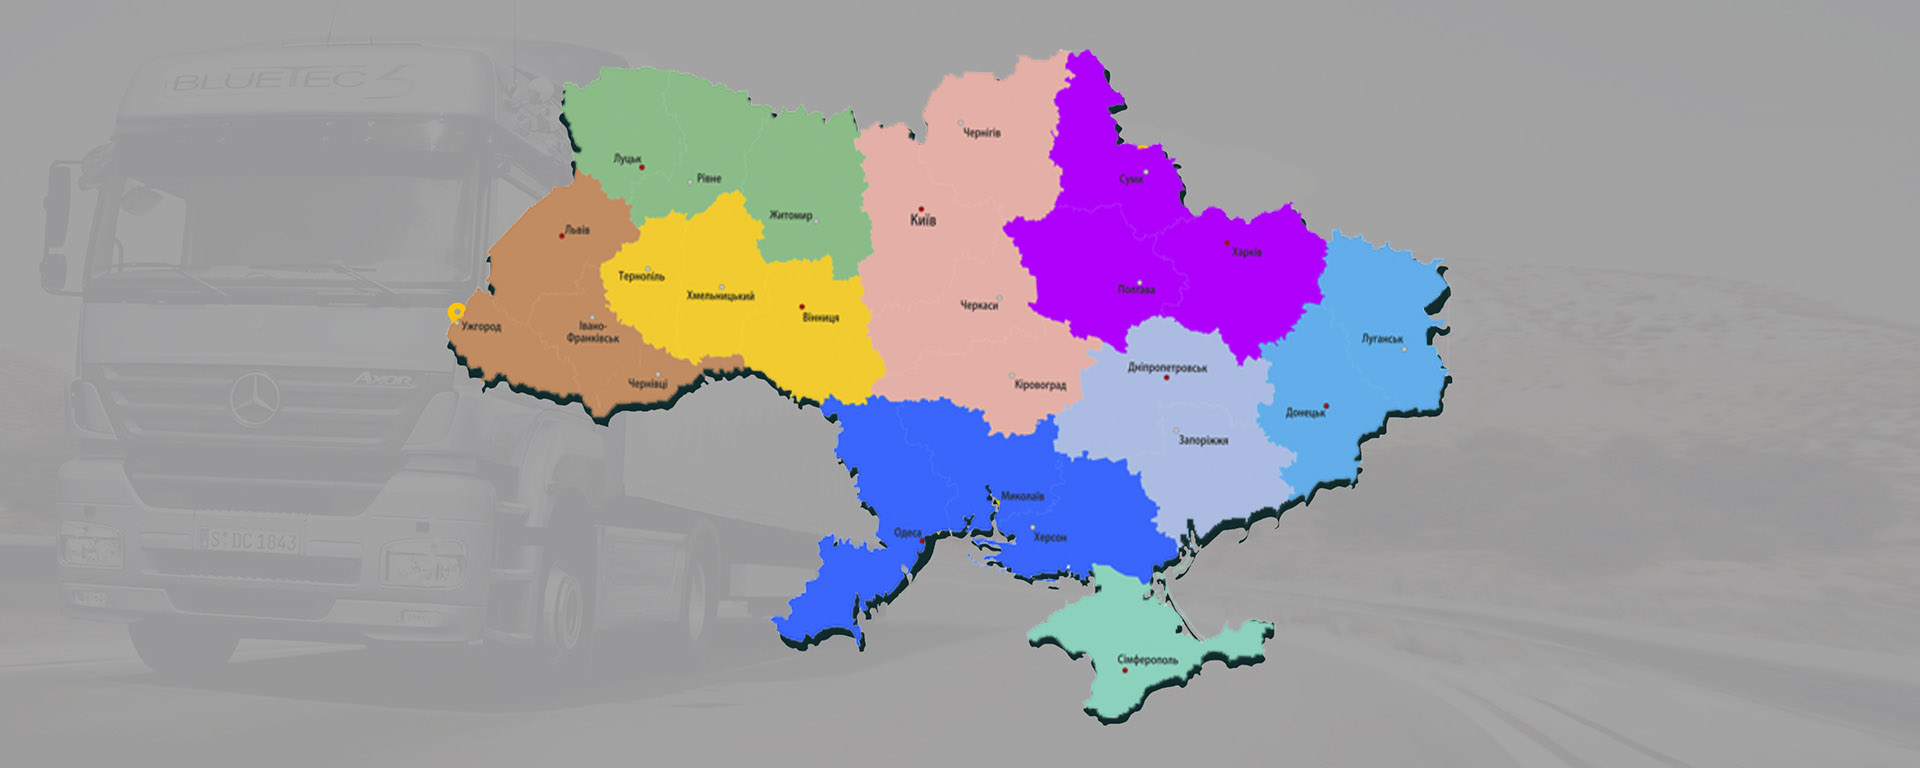 BLUETEC 5
Чернігів
Луцьк
Рівне
Суми
Житомир
Київ
Львів
Харків
Тернопіль
Хмельницький
Полтава
Черкаси
Вінниця
Ужгород
Івано-
Франківськ
Луганськ
Дніпропетровськ
AXOR
Чернівці
Кіровоград
Донецьк
Запоріжжя
Миколаїв
Одеса
Херсон
S DC 1843
Сімферополь